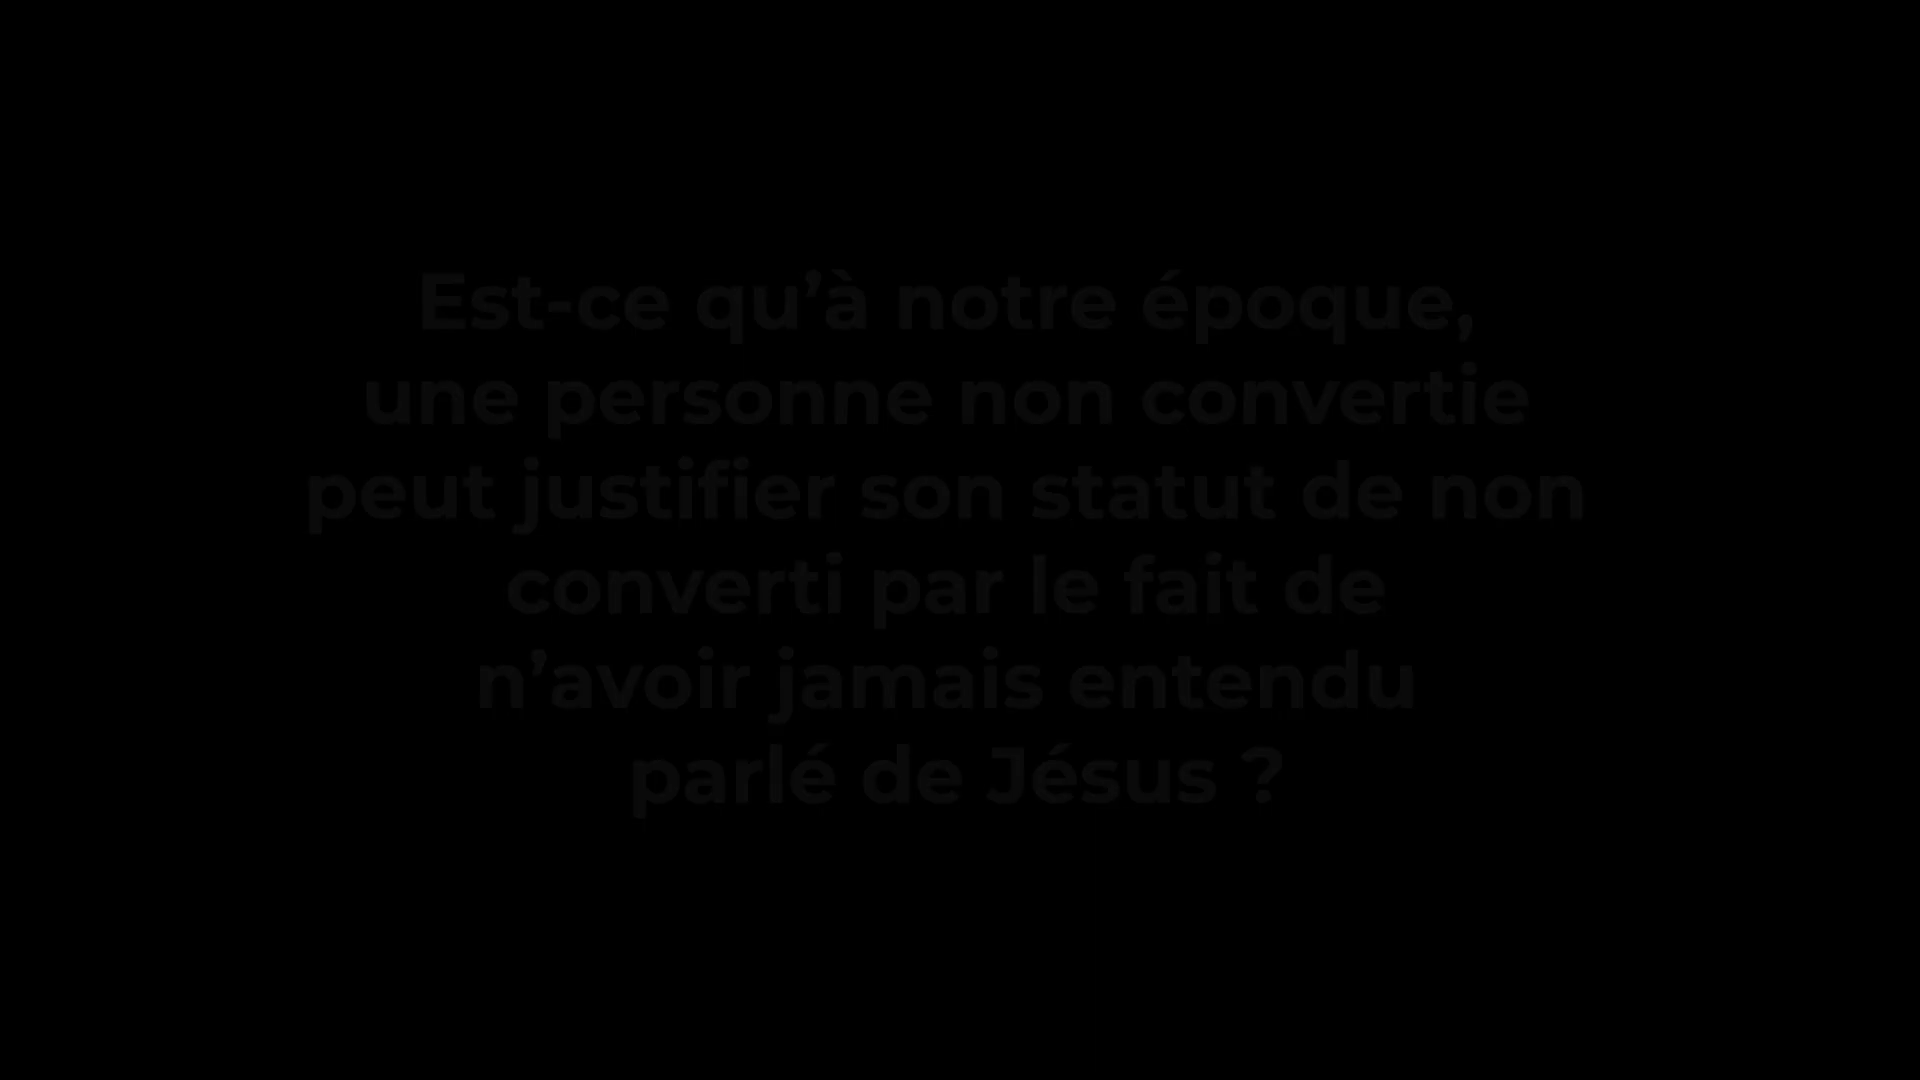 Est-ce qu’à notre époque,
une personne non convertie
peut justifier son statut de non
converti par le fait de
n’avoir jamais entendu
parlé de Jésus ?